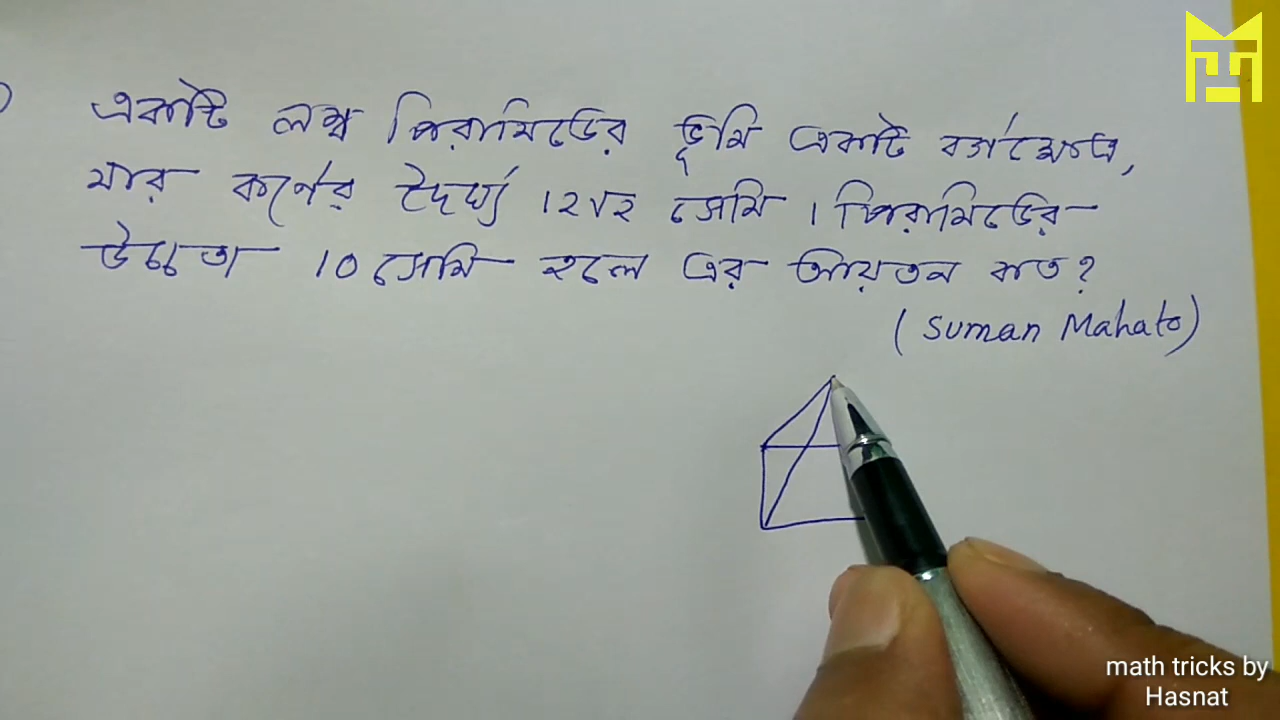 একটি লম্ব পিরামিডের ভূমি একটি বর্গক্ষেত্র,
যার কর্ণের দৈর্ঘ্য 12√2 সেমি । পিরামিডের
উচ্চতা 10 সেমি হলে এর আয়তন কত?
(Suman Mahato)
math tricks by
Hasnat